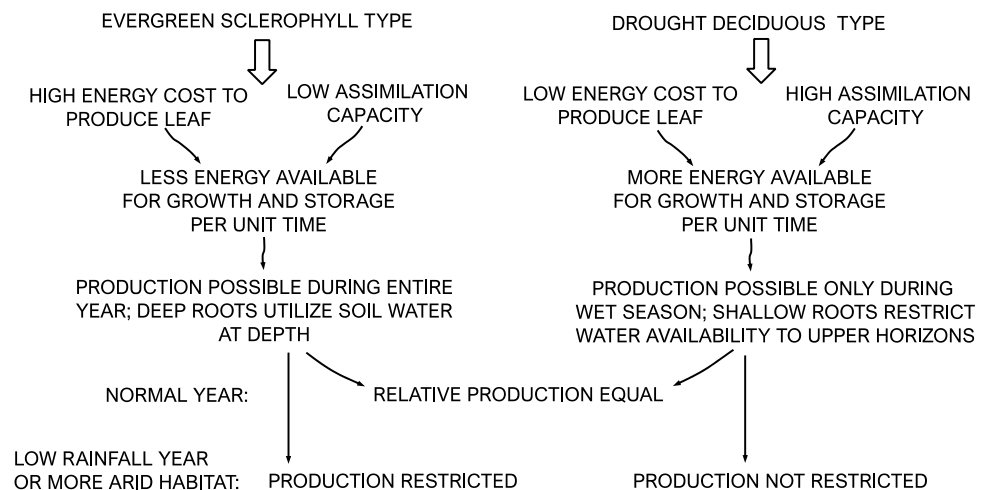 EVERGREEN SCLEROPHYLL TYPE
HIGH ENERGY COST TO
PRODUCE LEAF
LOW ASSIMILATION
CAPACITY
LESS ENERGY AVAILABLE
FOR GROWTH AND STORAGE
PER UNIT TIME
PRODUCTION POSSIBLE DURING ENTIRE
YEAR; DEEP ROOTS UTILIZE SOIL WATER
AT DEPTH
DROUGHT DECIDUOUS TYPE
LOW ENERGY COST TO
PRODUCE LEAF
HIGH ASSIMILATION
CAPACITY
MORE ENERGY AVAILABLE
FOR GROWTH AND STORAGE
PER UNIT TIME
PRODUCTION POSSIBLE ONLY DURING
WET SEASON; SHALLOW ROOTS RESTRICT
WATER AVAILABILITY TO UPPER HORIZONS
NORMAL YEAR:
RELATIVE PRODUCTION EQUAL
LOW RAINFALL YEAR
OR MORE ARID HABITAT:
PRODUCTION RESTRICTED
PRODUCTION NOT RESTRICTED